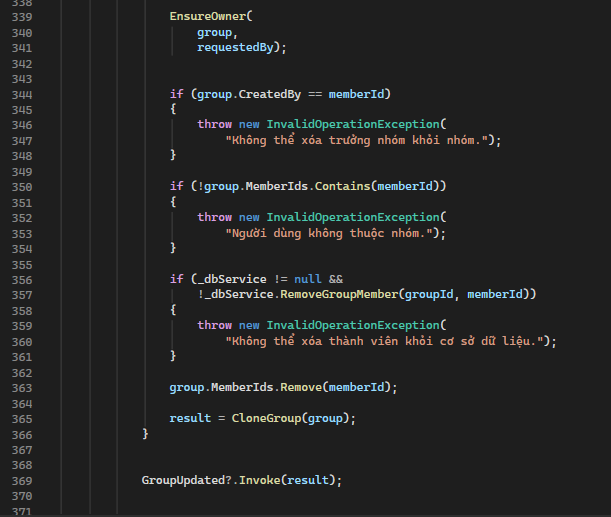 338
339 EnsureOwner(
340 group,
341 requestedBy);
342
343
344 if (group.CreatedBy == memberId)
345 {
346 throw new InvalidOperationException(
347 "Không thể xóa trưởng nhóm khỏi nhóm.");
348 }
349
350 if (!group.MemberIds.Contains(memberId))
351 {
352 throw new InvalidOperationException(
353 "Người dùng không thuộc nhóm.");
354 }
355
356 if (_dbService != null &&
357 !_dbService.RemoveGroupMember(groupId, memberId))
358 {
359 throw new InvalidOperationException(
360 "Không thể xóa thành viên khỏi cơ sở dữ liệu.");
361 }
362
363 group.MemberIds.Remove(memberId);
364
365 result = CloneGroup(group);
366 }
367
368
369 GroupUpdated?.Invoke(result);
370
371